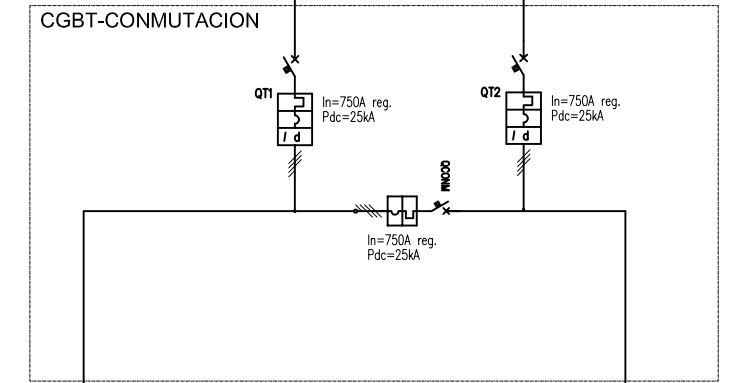 CGBT-CONMUTACION
QT1
In=750A reg.
Pdc=25kA
I d
QT2
In=750A reg.
Pdc=25kA
I d
QCONM
In=750A reg.
Pdc=25kA